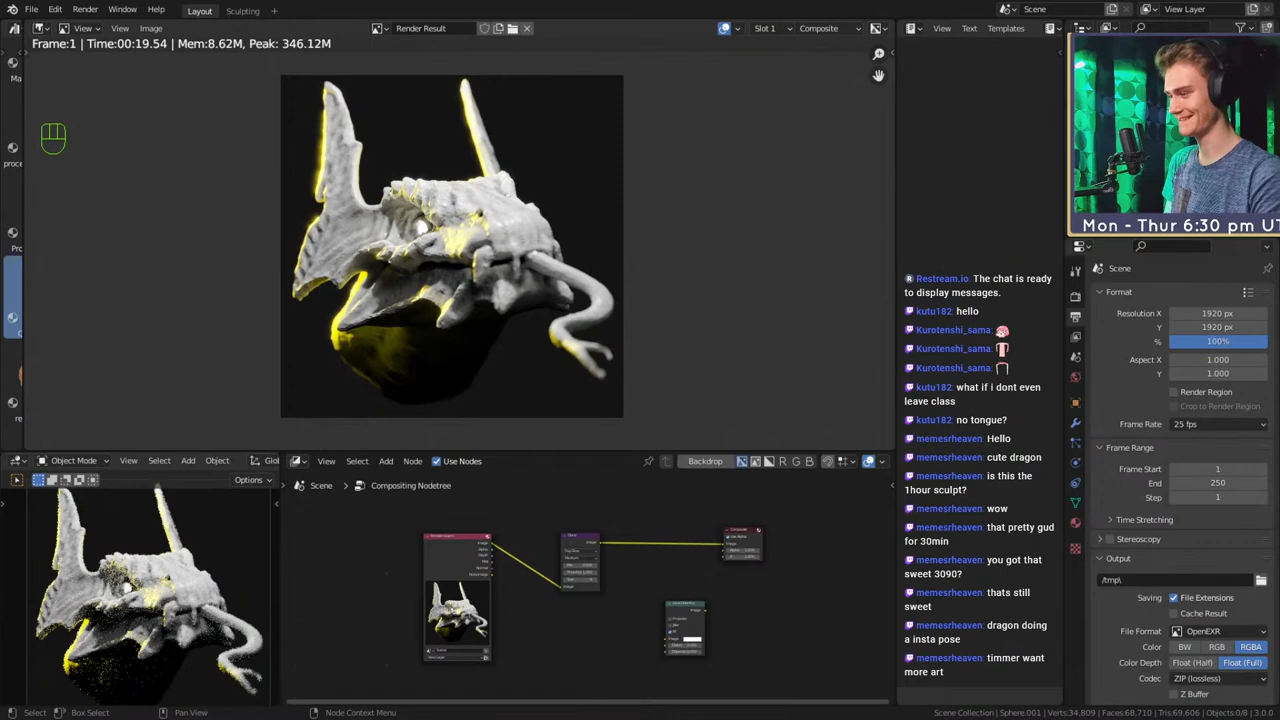 File Edit Render Window Help Layout Sculpting
Scene View Layer
View View Image Render Result Slot 1 Composite View Text Templates
Frame:1 | Time:00:19.54 | Mem:8.62M, Peak: 346.12M
Ma
proce
Pro
re
Mon - Thur 6:30 pm UT
Restream.io: The chat is ready
to display messages.
kutu182: hello
Kurotenshi_sama:
Kurotenshi_sama:
Kurotenshi_sama:
kutu182: what if i dont even
leave class
kutu182: no tongue?
memesrheaven: Hello
memesrheaven: cute dragon
memesrheaven: is this the
1hour sculpt?
memesrheaven: wow
memesrheaven: that pretty gud
for 30min
memesrheaven: you got that
sweet 3090?
memesrheaven: thats still
sweet
memesrheaven: dragon doing
a insta pose
memesrheaven: timmer want
more art
Scene
Format
Resolution X 1920 px
Y 1920 px
% 100%
Aspect X 1.000
Y 1.000
Render Region
Crop to Render Region
Frame Rate 25 fps
Frame Range
Frame Start 1
End 250
Step 1
Time Stretching
Stereoscopy
Output
/tmp\
Saving File Extensions
Cache Result
File Format OpenEXR
Color BW RGB RGBA
Color Depth Float (Half) Float (Full)
Codec ZIP (lossless)
Z Buffer
Object Mode View Select Add Object Glob
Options
View Select Add Node Use Nodes Backdrop R G B
Scene Compositing Nodetree
Select Box Select Pan View Node Context Menu
Scene Collection | Sphere.001 | Verts:34,809 | Faces:68,710 | Tris:69,606 | Objects:0/8 | 3.0.0